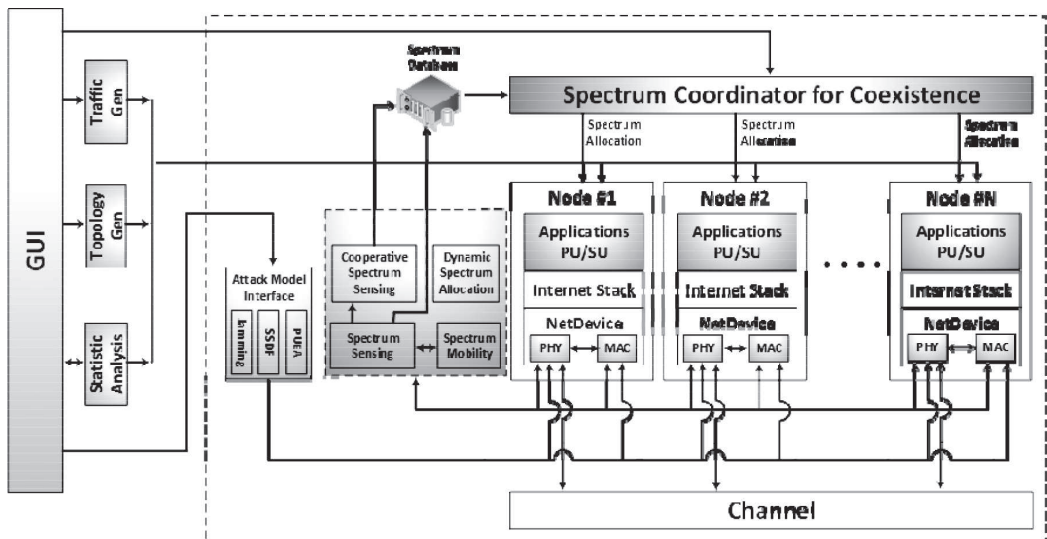 GUI
Traffic
Gen
Topology
Gen
Statistic
Analysis
Spectrum
Database
Spectrum Coordinator for Coexistence
Spectrum
Allocation
Spectrum
Allocation
Spectrum
Allocation
Attack Model
Interface
Jamming
SSDF
PUEA
Cooperative
Spectrum
Sensing
Dynamic
Spectrum
Allocation
Spectrum
Sensing
Spectrum
Mobility
Node #1
Applications
PU/SU
Internet Stack
NetDevice
PHY
MAC
Node #2
Applications
PU/SU
Internet Stack
NetDevice
PHY
MAC
Node #N
Applications
PU/SU
Internet Stack
NetDevice
PHY
MAC
Channel